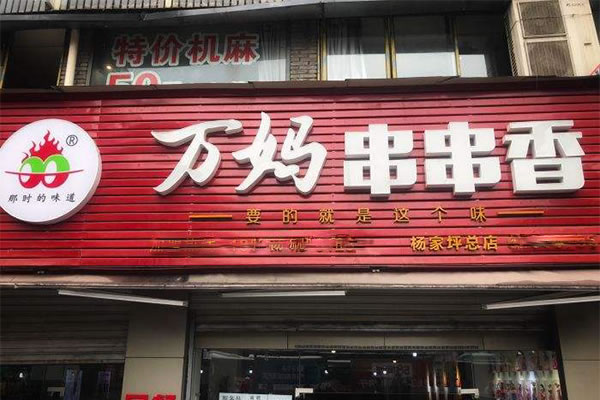 特价机麻
50
万妈串串香
®
那时的味道
要的就是这个味
杨家坪总店